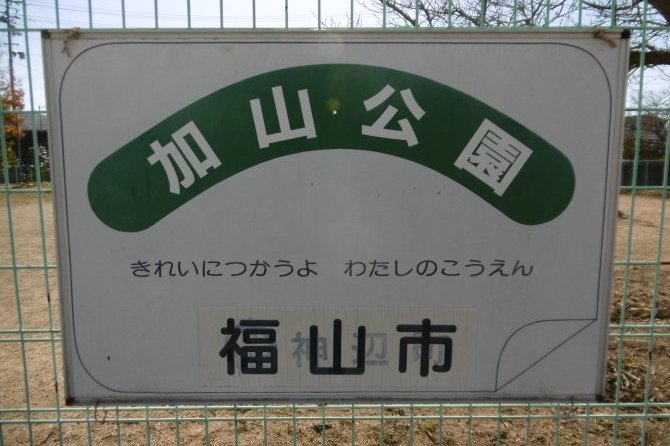 加山公園
きれいにつかうよ　わたしのこうえん
福山市